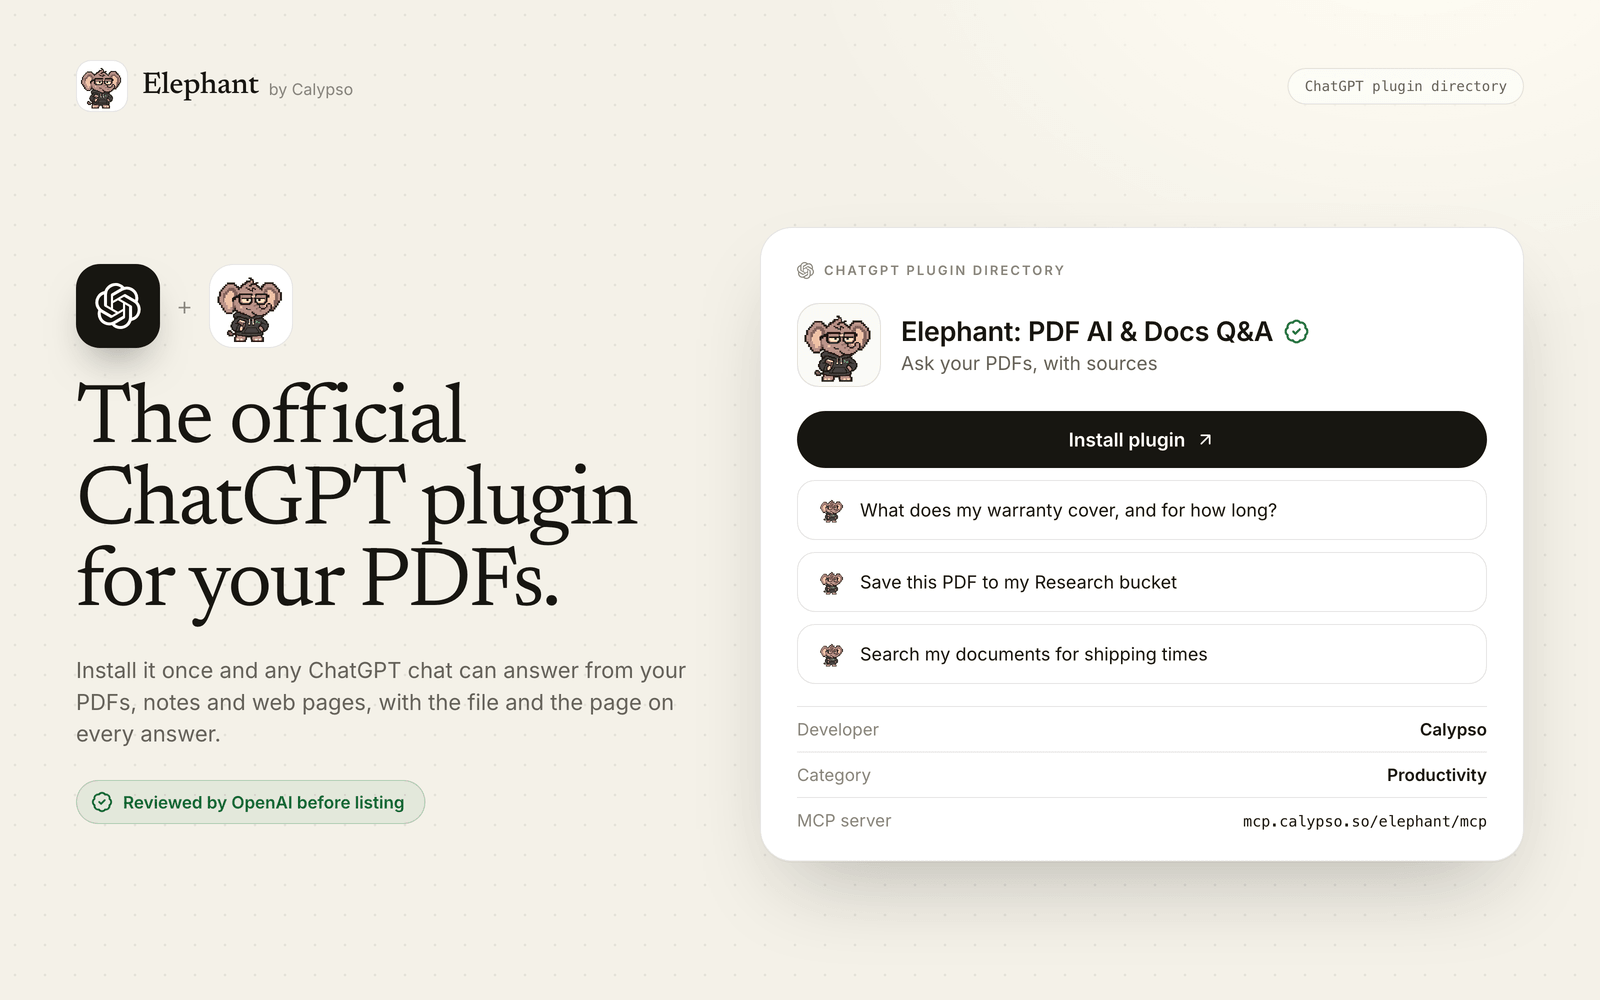 Elephant by Calypso
ChatGPT plugin directory
The official
ChatGPT plugin
for your PDFs.
Install it once and any ChatGPT chat can answer from your
PDFs, notes and web pages, with the file and the page on
every answer.
Reviewed by OpenAI before listing
CHATGPT PLUGIN DIRECTORY
Elephant: PDF AI & Docs Q&A
Ask your PDFs, with sources
Install plugin
What does my warranty cover, and for how long?
Save this PDF to my Research bucket
Search my documents for shipping times
Developer Calypso
Category Productivity
MCP server mcp.calypso.so/elephant/mcp